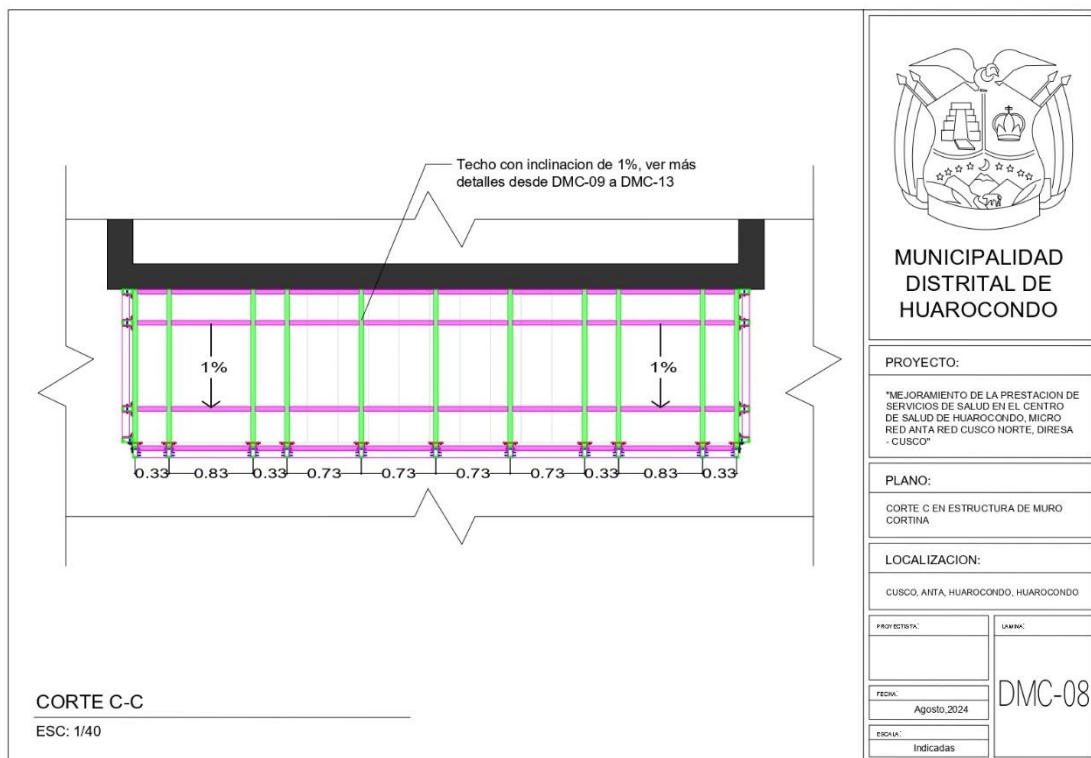 Techo con inclinacion de 1%, ver más
detalles desde DMC-09 a DMC-13
1%
1%
0.33 0.83 0.33 0.73 0.73 0.73 0.73 0.33 0.83 0.33
CORTE C-C
ESC: 1/40
MUNICIPALIDAD
DISTRITAL DE
HUAROCONDO
PROYECTO:
"MEJORAMIENTO DE LA PRESTACION DE
SERVICIOS DE SALUD EN EL CENTRO
DE SALUD DE HUAROCONDO, MICRO
RED ANTA RED CUSCO NORTE, DIRESA
- CUSCO"
PLANO:
CORTE C EN ESTRUCTURA DE MURO
CORTINA
LOCALIZACION:
CUSCO, ANTA, HUAROCONDO, HUAROCONDO
PROYECTISTA:
LAMINA:
DMC-08
FECHA:
Agosto,2024
ESCALA:
Indicadas